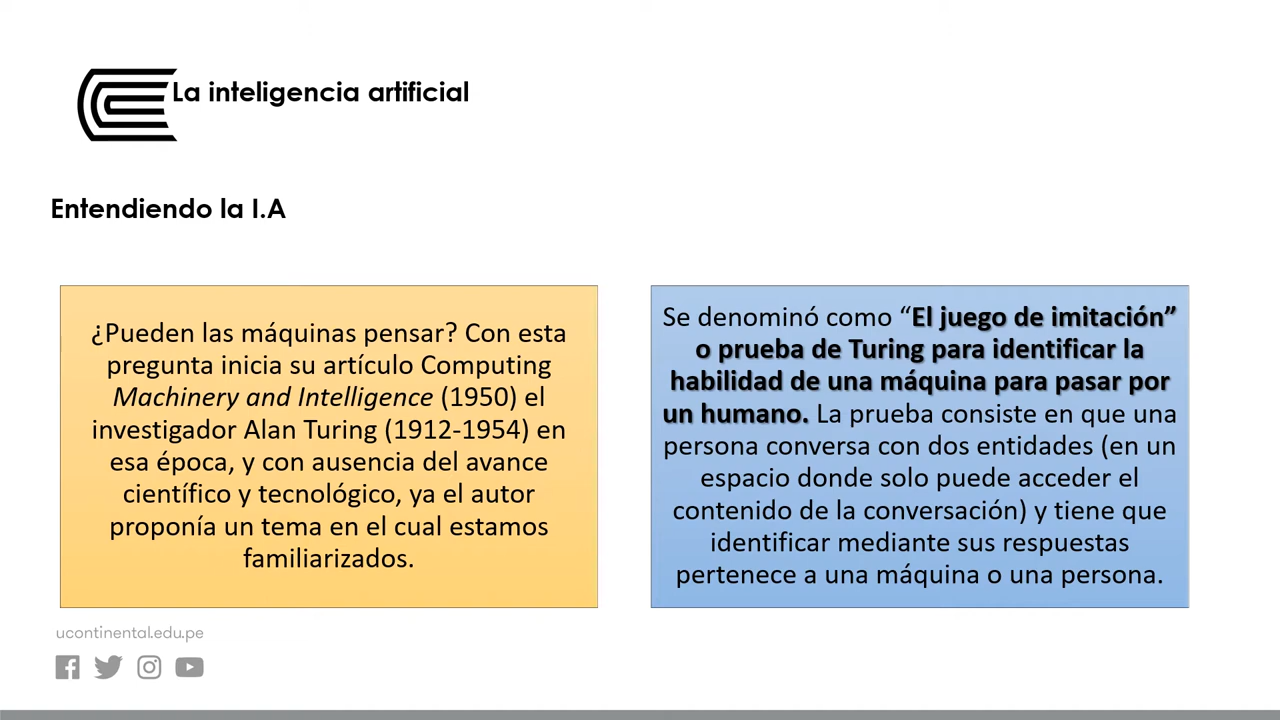 La inteligencia artificial
Entendiendo la I.A
¿Pueden las máquinas pensar? Con esta
pregunta inicia su artículo Computing
Machinery and Intelligence (1950) el
investigador Alan Turing (1912-1954) en
esa época, y con ausencia del avance
científico y tecnológico, ya el autor
proponía un tema en el cual estamos
familiarizados.
Se denominó como “El juego de imitación”
o prueba de Turing para identificar la
habilidad de una máquina para pasar por
un humano. La prueba consiste en que una
persona conversa con dos entidades (en un
espacio donde solo puede acceder el
contenido de la conversación) y tiene que
identificar mediante sus respuestas
pertenece a una máquina o una persona.
ucontinental.edu.pe